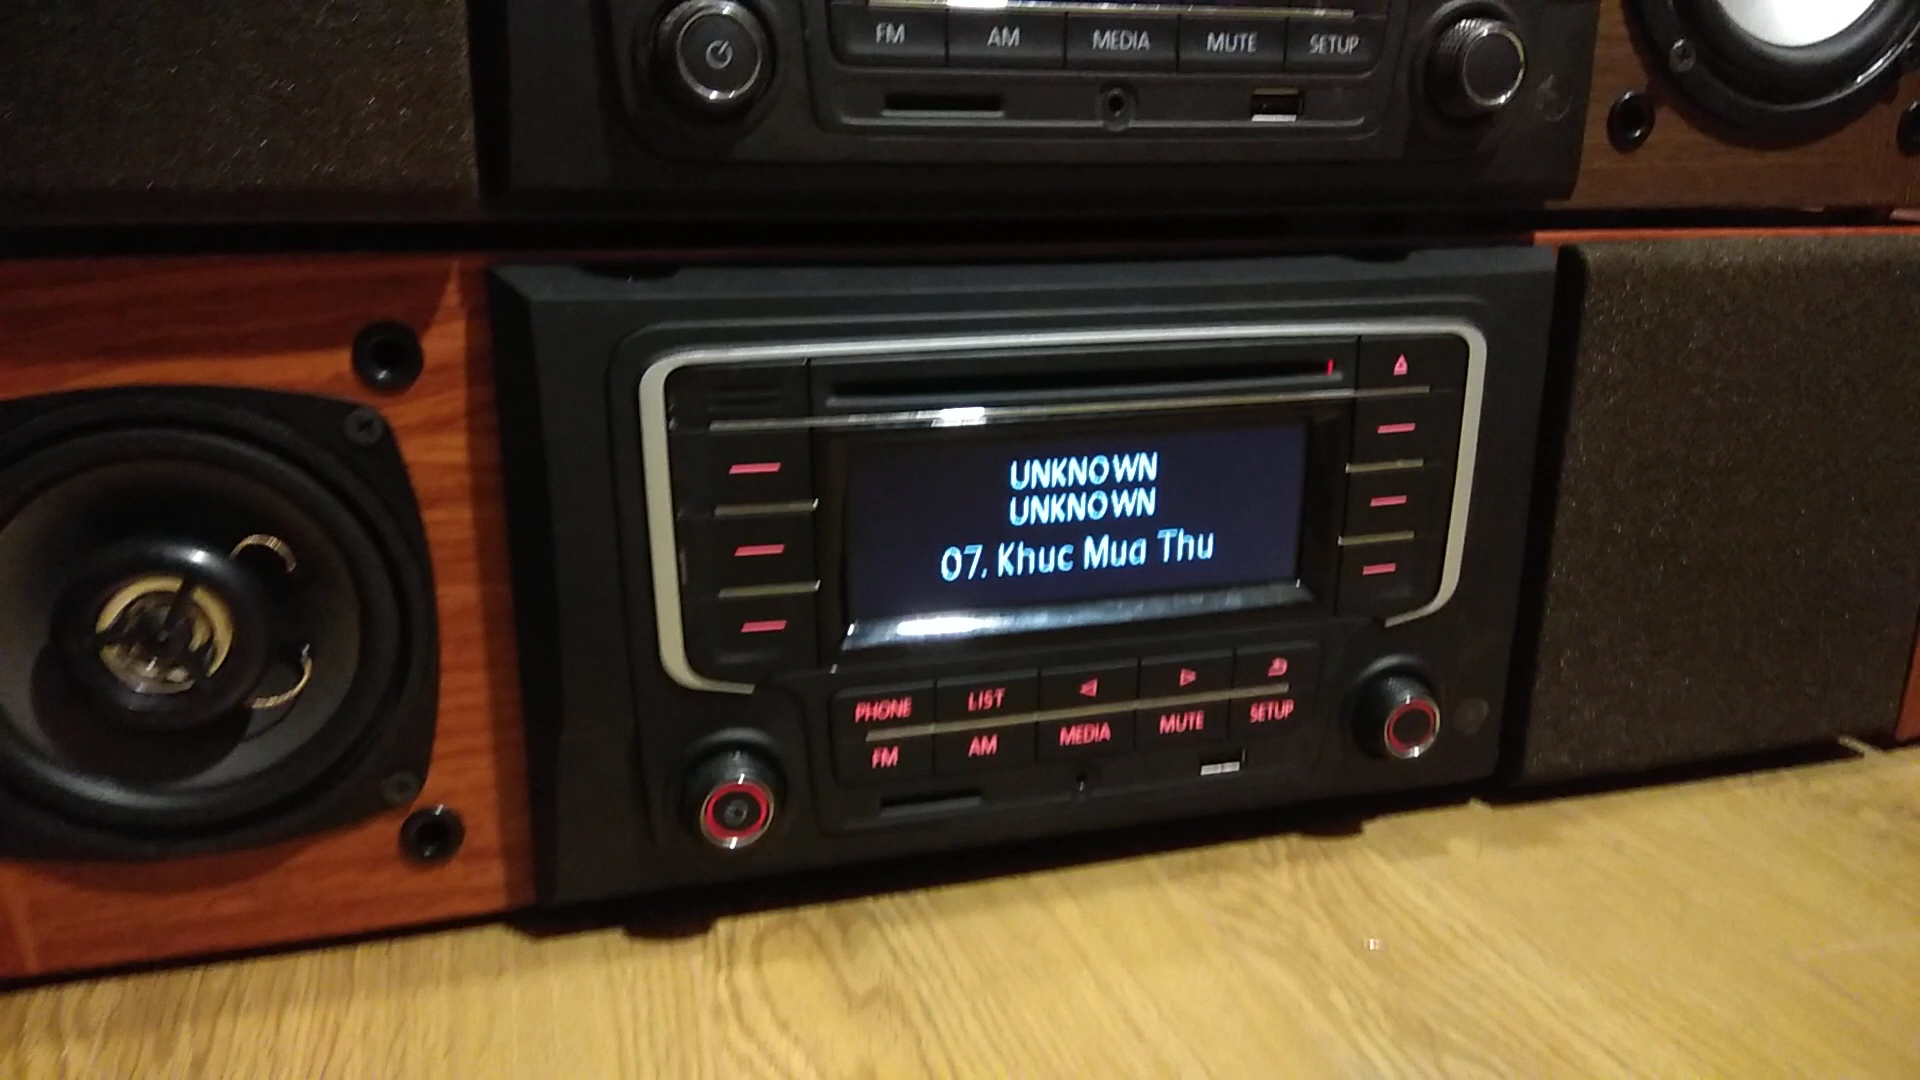 FM AM MEDIA MUTE SETUP
UNKNOWN
UNKNOWN
07. Khuc Mua Thu
PHONE LIST
FM AM MEDIA MUTE SETUP